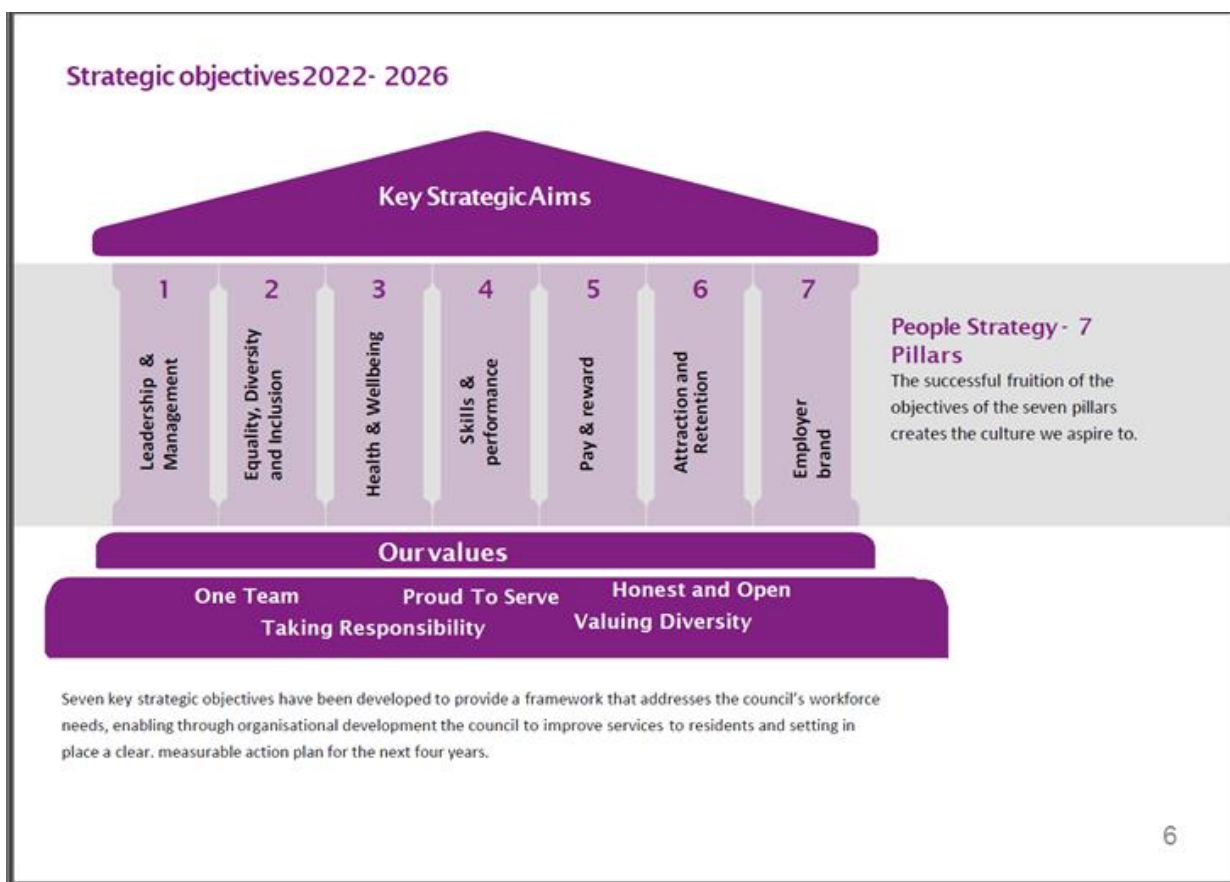 Strategic objectives 2022- 2026
Key Strategic Aims
1
Leadership &
Management
2
Equality, Diversity
and Inclusion
3
Health & Wellbeing
4
Skills &
performance
5
Pay & reward
6
Attraction and
Retention
7
Employer
brand
People Strategy - 7
Pillars
The successful fruition of the
objectives of the seven pillars
creates the culture we aspire to.
Our values
One Team
Proud To Serve
Honest and Open
Taking Responsibility
Valuing Diversity
Seven key strategic objectives have been developed to provide a framework that addresses the council's workforce
needs, enabling through organisational development the council to improve services to residents and setting in
place a clear. measurable action plan for the next four years.
6